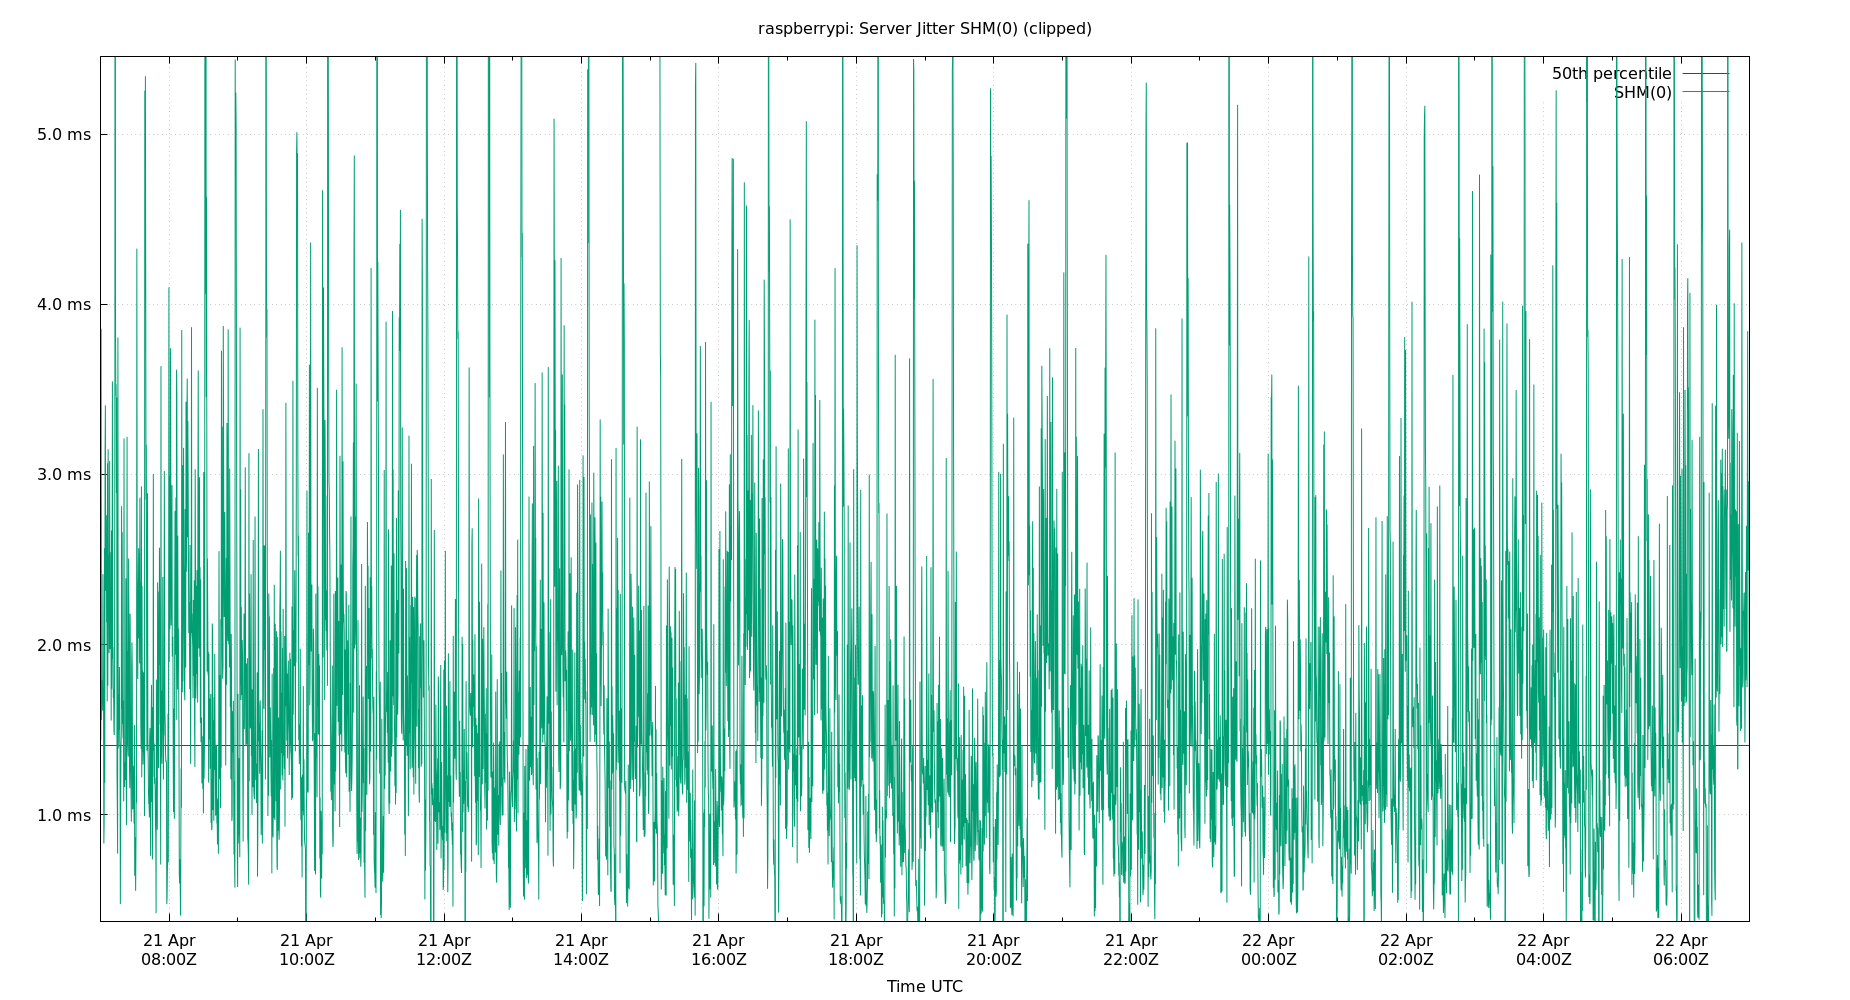 raspberrypi: Server Jitter SHM(0) (clipped)
50th percentile
SHM(0)
5.0 ms
4.0 ms
3.0 ms
2.0 ms
1.0 ms
21 Apr 21 Apr 21 Apr 21 Apr 21 Apr 21 Apr 21 Apr 21 Apr 22 Apr 22 Apr 22 Apr 22 Apr
08:00Z 10:00Z 12:00Z 14:00Z 16:00Z 18:00Z 20:00Z 22:00Z 00:00Z 02:00Z 04:00Z 06:00Z
Time UTC